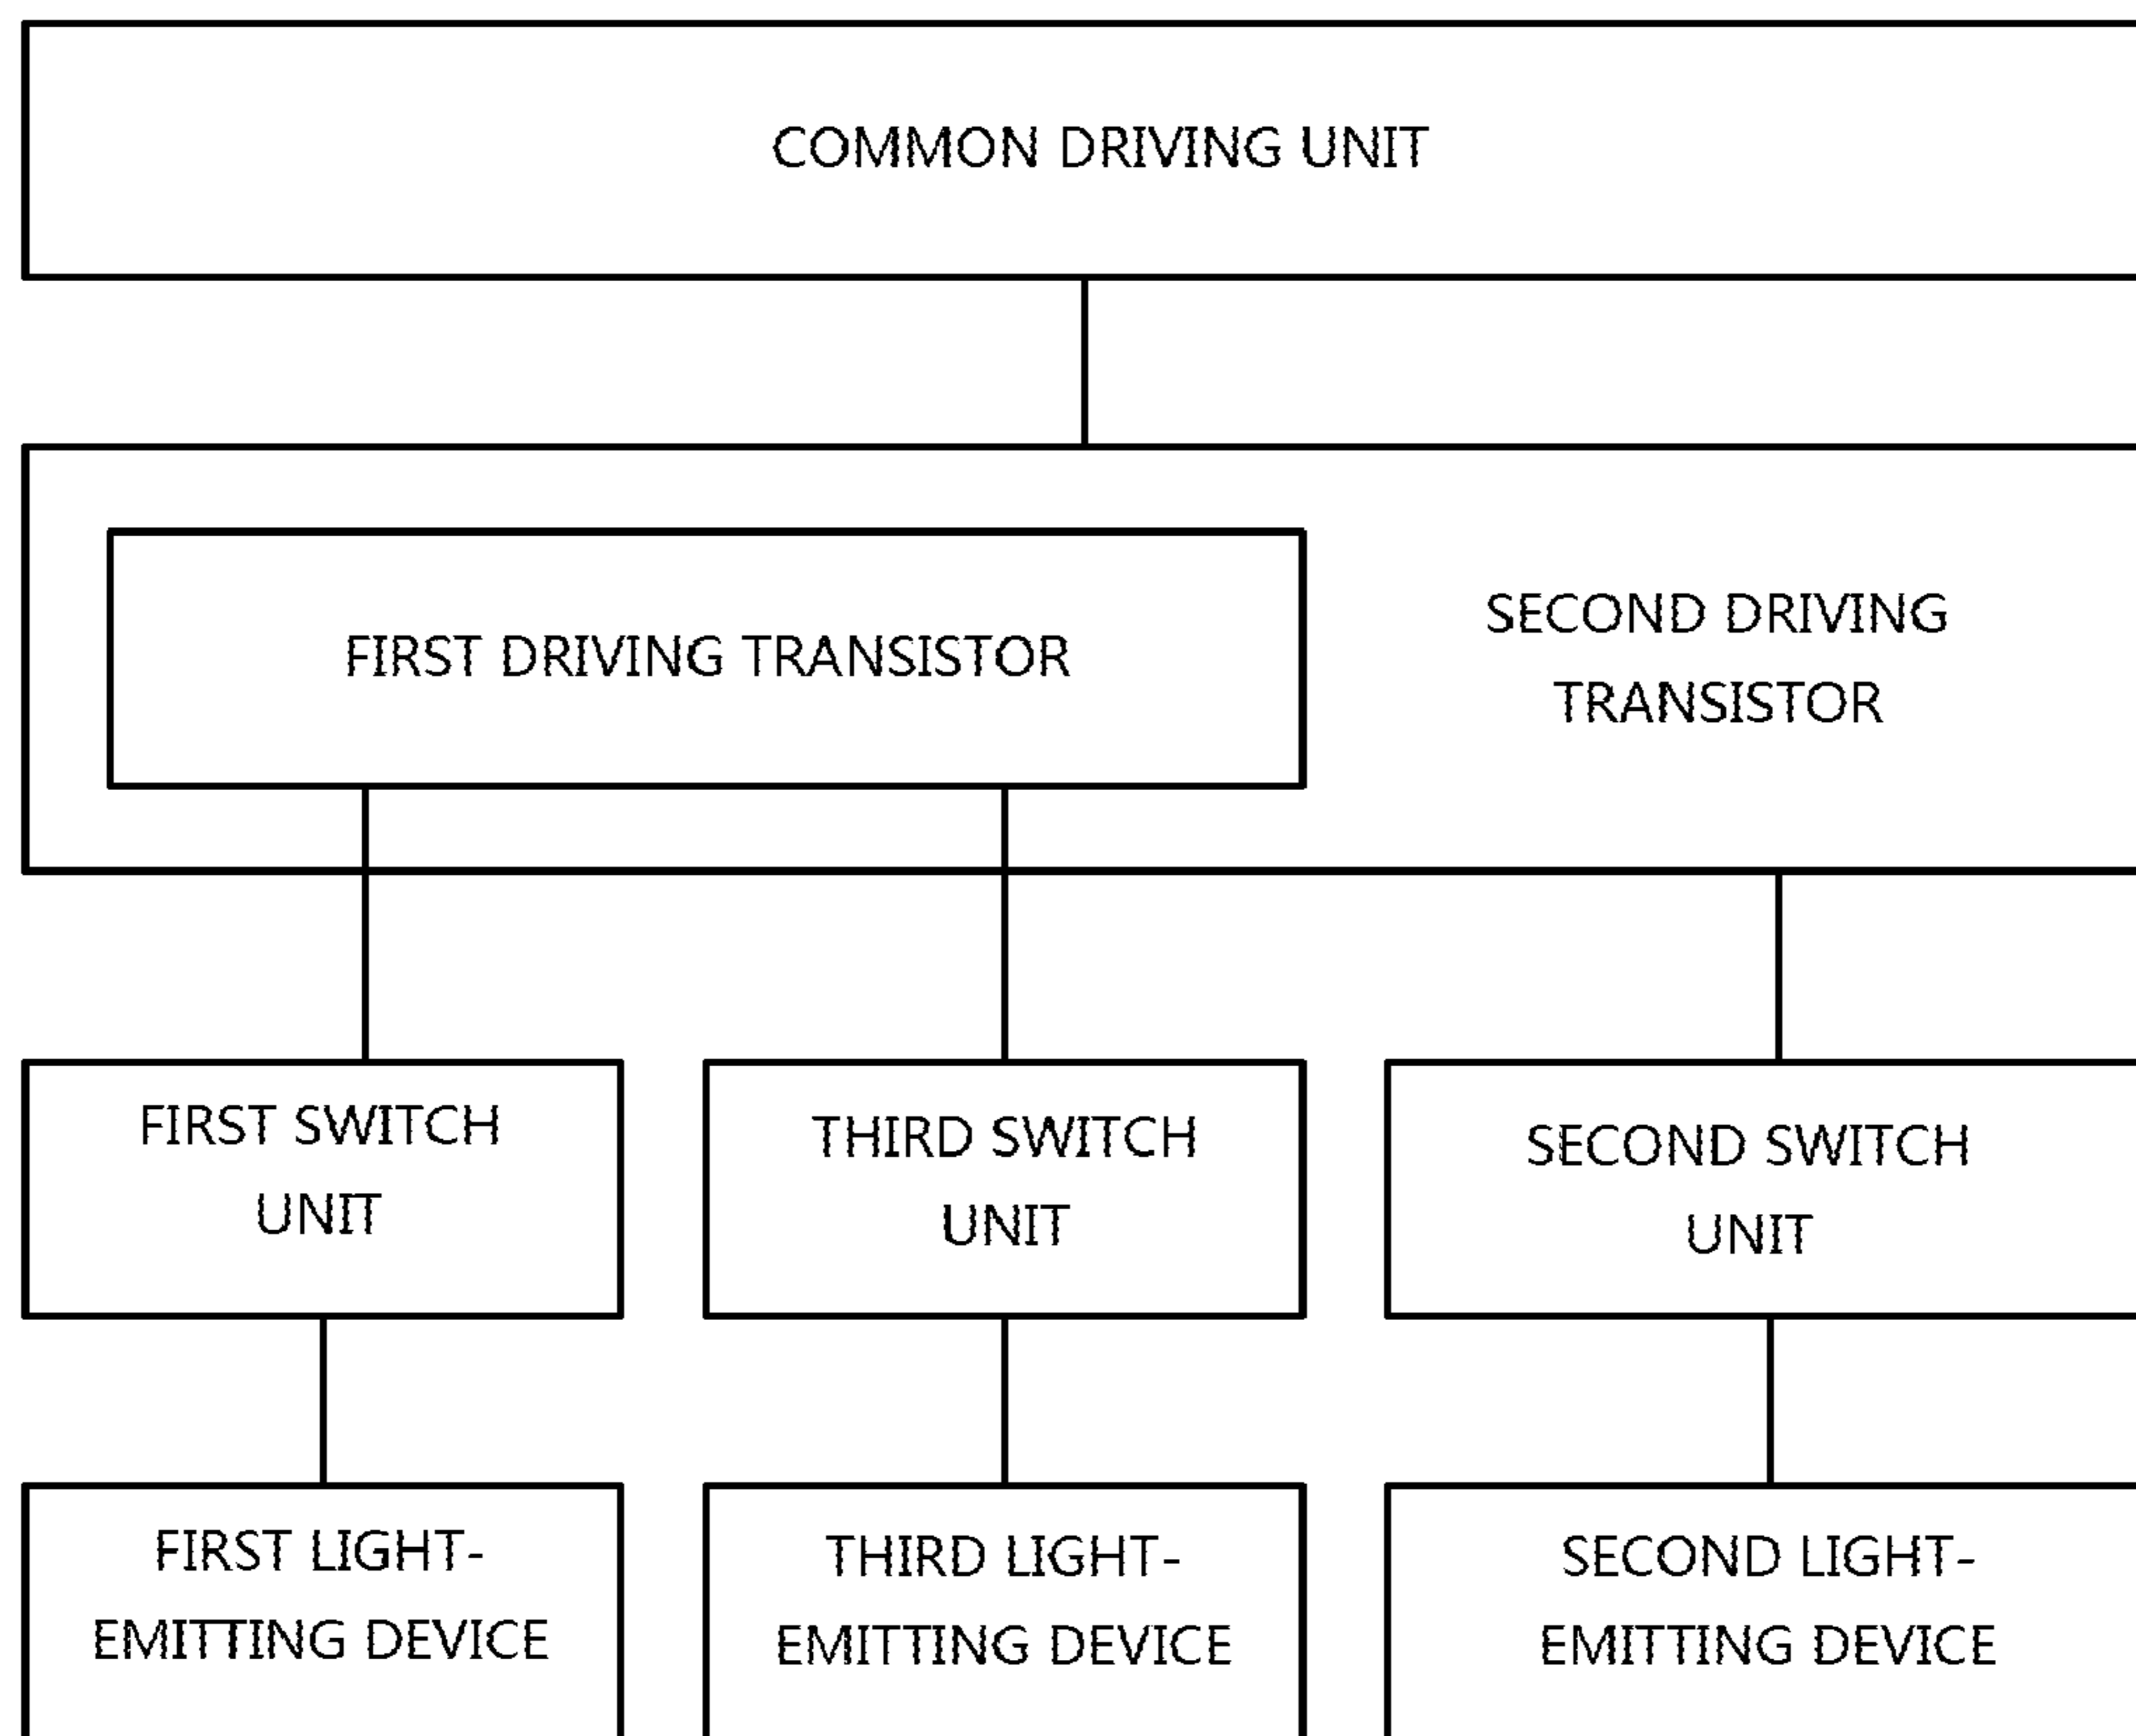 COMMON DRIVING UNIT
FIRST DRIVING TRANSISTOR
SECOND DRIVING
TRANSISTOR
FIRST SWITCH
UNIT
THIRD SWITCH
UNIT
SECOND SWITCH
UNIT
FIRST LIGHT-
EMITTING DEVICE
THIRD LIGHT-
EMITTING DEVICE
SECOND LIGHT-
EMITTING DEVICE